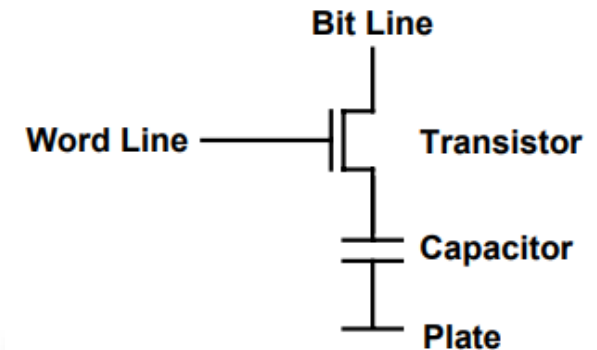 Bit Line
Word Line
Transistor
Capacitor
Plate